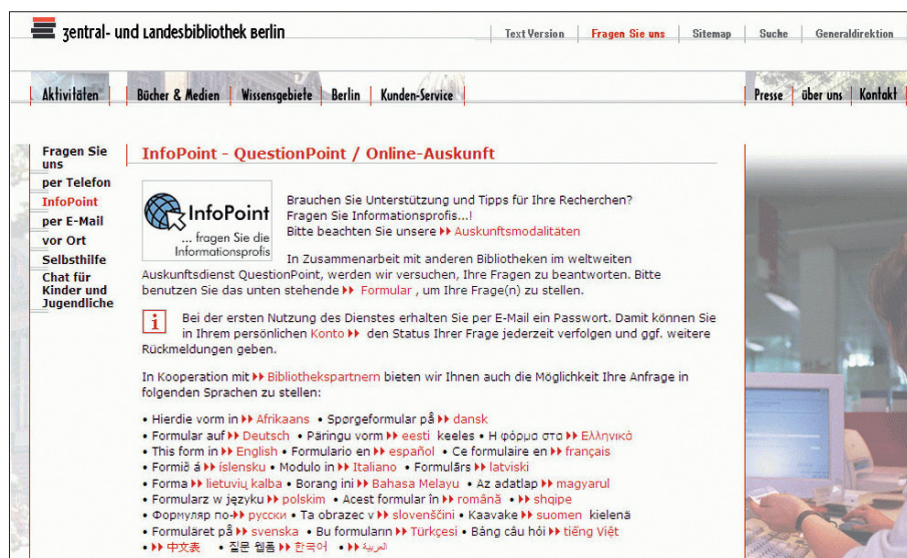 Zentral- und Landesbibliothek Berlin
Text Version | Fragen Sie uns | Sitemap | Suche | Generaldirektion
Aktivitäten | Bücher & Medien | Wissensgebiete | Berlin | Kunden-Service | Presse | über uns | Kontakt
Fragen Sie
uns
per Telefon
InfoPoint
per E-Mail
vor Ort
Selbsthilfe
Chat für
Kinder und
Jugendliche
InfoPoint - QuestionPoint / Online-Auskunft
InfoPoint
... fragen Sie die
Informationsprofis
Brauchen Sie Unterstützung und Tipps für Ihre Recherchen?
Fragen Sie Informationsprofis...!
Bitte beachten Sie unsere Auskunftsmodalitäten
In Zusammenarbeit mit anderen Bibliotheken im weltweiten
Auskunftsdienst QuestionPoint, werden wir versuchen, Ihre Fragen zu beantworten. Bitte
benutzen Sie das unten stehende Formular , um Ihre Frage(n) zu stellen.
i
Bei der ersten Nutzung des Dienstes erhalten Sie per E-Mail ein Passwort. Damit können Sie
in Ihrem persönlichen Konto den Status Ihrer Frage jederzeit verfolgen und ggf. weitere
Rückmeldungen geben.
In Kooperation mit Bibliothekspartnern bieten wir Ihnen auch die Möglichkeit Ihre Anfrage in
folgenden Sprachen zu stellen:
• Hierdie vorm in Afrikaans • Spørgeformular på dansk
• Formular auf Deutsch • Päringu vorm eesti keeles • Η φόρμα στα Ελληνικά
• This form in English • Formulario en español • Ce formulaire en français
• Formið á íslensku • Modulo in Italiano • Formulārs latviski
• Forma lietuvių kalba • Borang ini Bahasa Melayu • Az adatlap magyarul
• Formularz w języku polskim • Acest formular în română • shqipe
• Формуляр по- русски • Ta obrazec v slovenščini • Kaavake suomen kielenä
• Formuläret på svenska • Bu formulann Türkçesi • Bảng câu hỏi tiếng Việt
• 中文表 • 질문 웹폼 한국어 • العربية